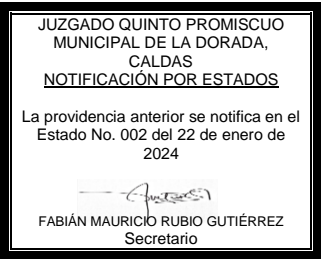 JUZGADO QUINTO PROMISCUO
MUNICIPAL DE LA DORADA,
CALDAS
NOTIFICACIÓN POR ESTADOS
La providencia anterior se notifica en el
Estado No. 002 del 22 de enero de
2024
FABIÁN MAURICIO RUBIO GUTIÉRREZ
Secretario